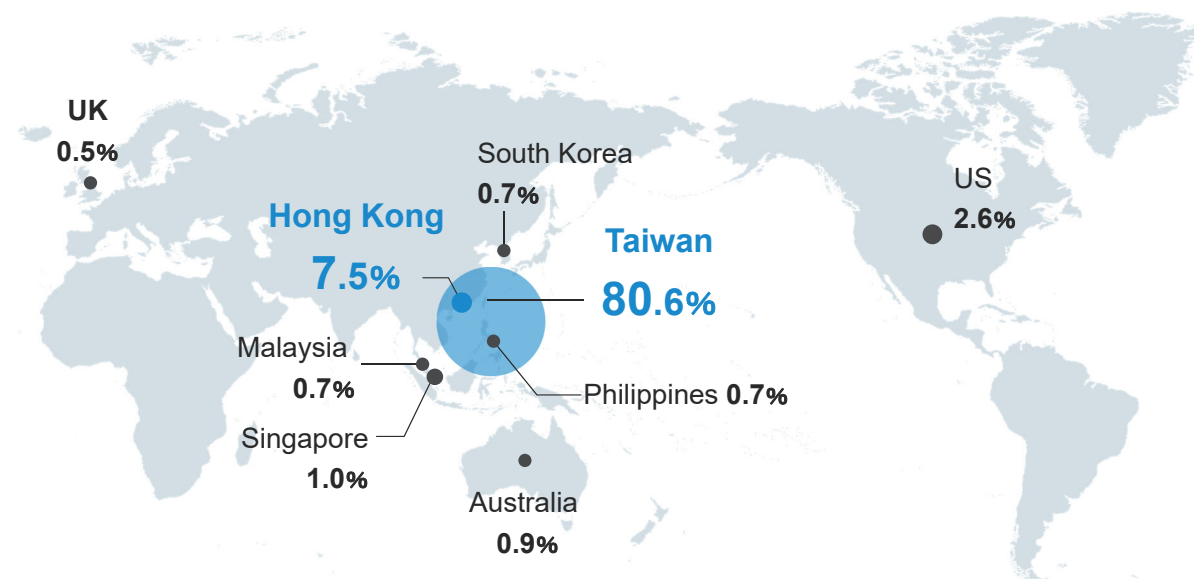 UK
0.5%
South Korea
0.7%
US
2.6%
Hong Kong
7.5%
Taiwan
80.6%
Malaysia
0.7%
Philippines 0.7%
Singapore
1.0%
Australia
0.9%